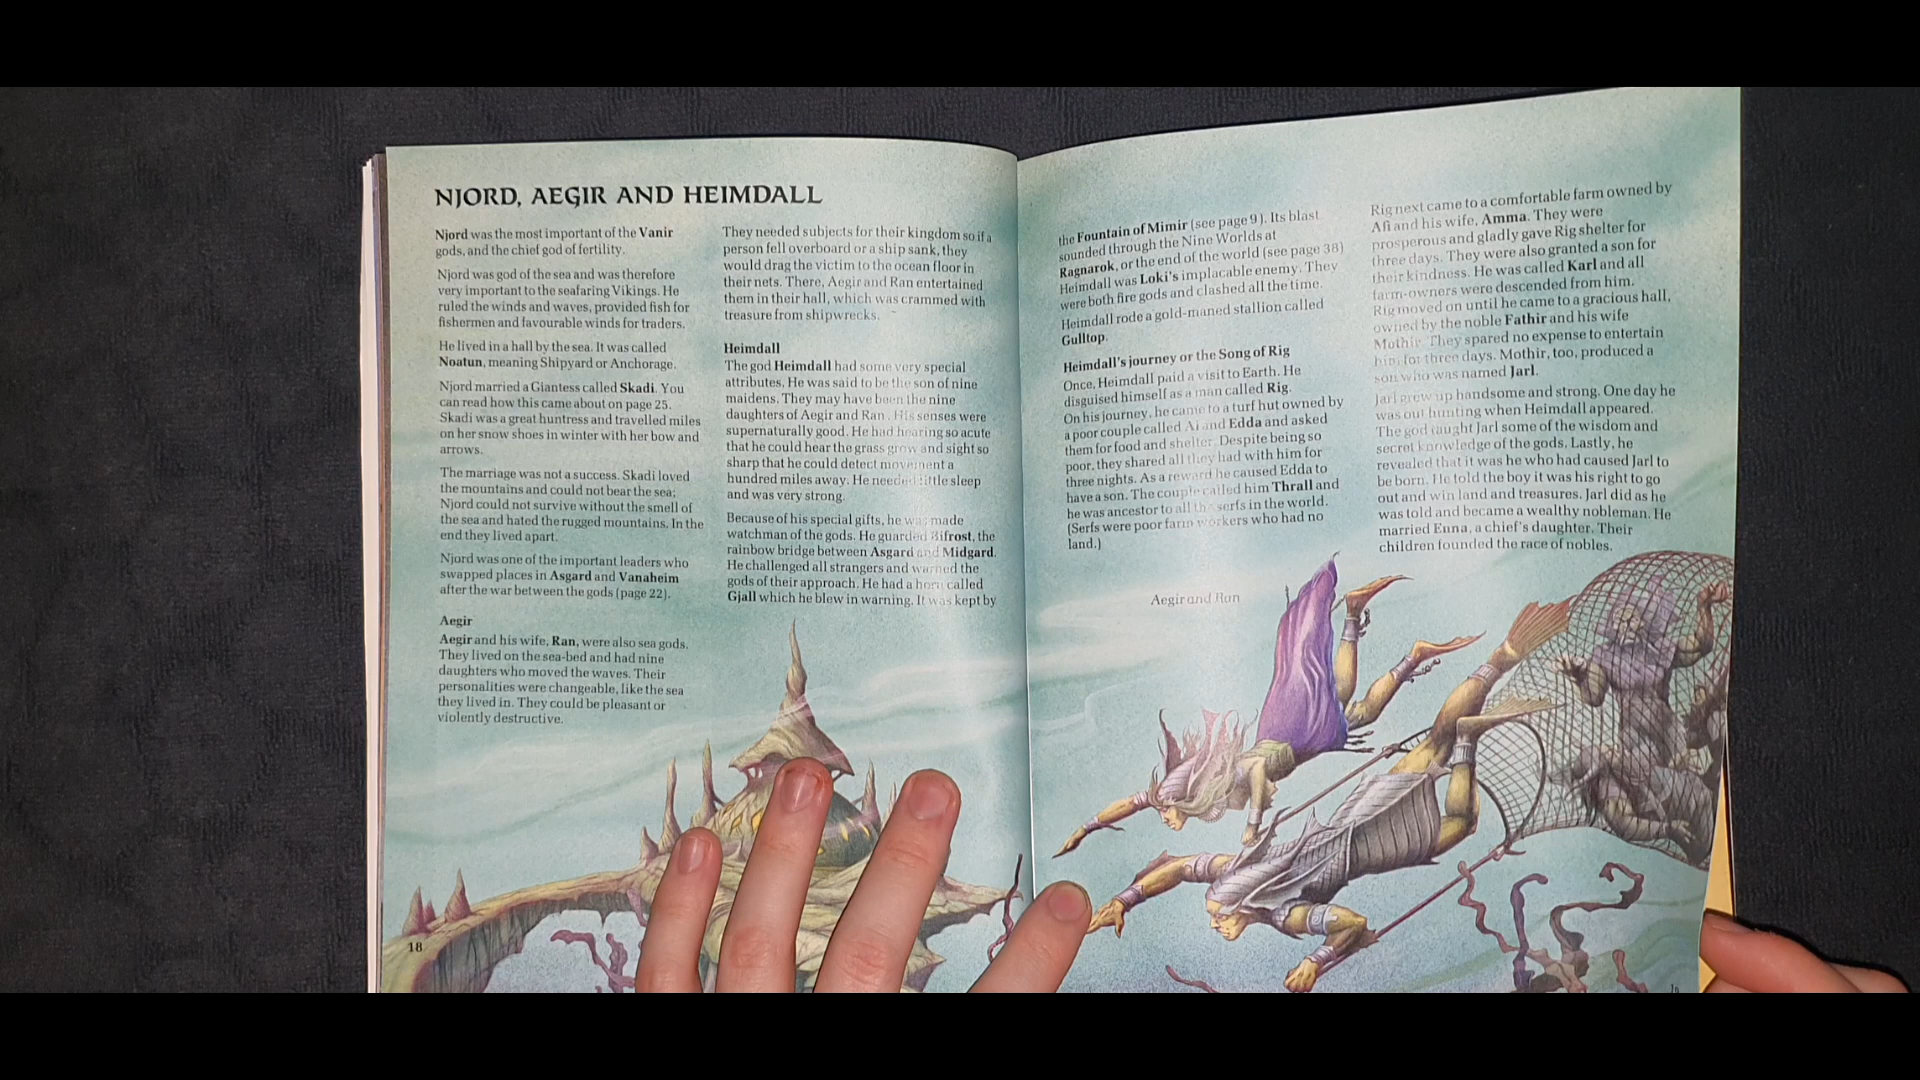 NJORD, AEGIR AND HEIMDALL
Njord was the most important of the Vanir
gods, and the chief god of fertility.
Njord was god of the sea and was therefore
very important to the seafaring Vikings. He
ruled the winds and waves, provided fish for
fishermen and favourable winds for traders.
He lived in a hall by the sea. It was called
Noatun, meaning Shipyard or Anchorage.
Njord married a Giantess called Skadi. You
can read how this came about on page 25.
Skadi was a great huntress and travelled miles
on her snow shoes in winter with her bow and
arrows.
The marriage was not a success. Skadi loved
the mountains and could not bear the sea;
Njord could not survive without the smell of
the sea and hated the rugged mountains. In the
end they lived apart.
Njord was one of the important leaders who
swapped places in Asgard and Vanaheim
after the war between the gods (page 22).
Aegir
Aegir and his wife, Ran, were also sea gods.
They lived on the sea-bed and had nine
daughters who moved the waves. Their
personalities were changeable, like the sea
they lived in. They could be pleasant or
violently destructive.
They needed subjects for their kingdom so if a
person fell overboard or a ship sank, they
would drag the victim to the ocean floor in
their nets. There, Aegir and Ran entertained
them in their hall, which was crammed with
treasure from shipwrecks.
Heimdall
The god Heimdall had some very special
attributes. He was said to be the son of nine
maidens. They may have been the nine
daughters of Aegir and Ran. His senses were
supernaturally good. He had hearing so acute
that he could hear the grass grow and sight so
sharp that he could detect movement a
hundred miles away. He needed little sleep
and was very strong.
Because of his special gifts, he was made
watchman of the gods. He guarded Bifrost, the
rainbow bridge between Asgard and Midgard.
He challenged all strangers and warned the
gods of their approach. He had a horn called
Gjall which he blew in warning. It was kept by
the Fountain of Mimir (see page 9). Its blast
sounded through the Nine Worlds at
Ragnarok, or the end of the world (see page 38)
Heimdall was Loki's implacable enemy. They
were both fire gods and clashed all the time.
Heimdall rode a gold-maned stallion called
Gulltop.
Heimdall's journey or the Song of Rig
Once, Heimdall paid a visit to Earth. He
disguised himself as a man called Rig.
On his journey, he came to a turf hut owned by
a poor couple called Ai and Edda and asked
them for food and shelter. Despite being so
poor, they shared all they had with him for
three nights. As a reward he caused Edda to
have a son. The couple called him Thrall and
he was ancestor to all the serfs in the world.
(Serfs were poor farm workers who had no
land.)
Rig next came to a comfortable farm owned by
Afi and his wife, Amma. They were
prosperous and gladly gave Rig shelter for
three days. They were also granted a son for
their kindness. He was called Karl and all
farm-owners were descended from him.
Rig moved on until he came to a gracious hall,
owned by the noble Fathir and his wife
Mothir. They spared no expense to entertain
him for three days. Mothir, too, produced a
son who was named Jarl.
Jarl grew up handsome and strong. One day he
was out hunting when Heimdall appeared.
The god taught Jarl some of the wisdom and
secret knowledge of the gods. Lastly, he
revealed that it was he who had caused Jarl to
be born. He told the boy it was his right to go
out and win land and treasures. Jarl did as he
was told and became a wealthy nobleman. He
married Erna, a chief's daughter. Their
children founded the race of nobles.
Aegir and Ran
18